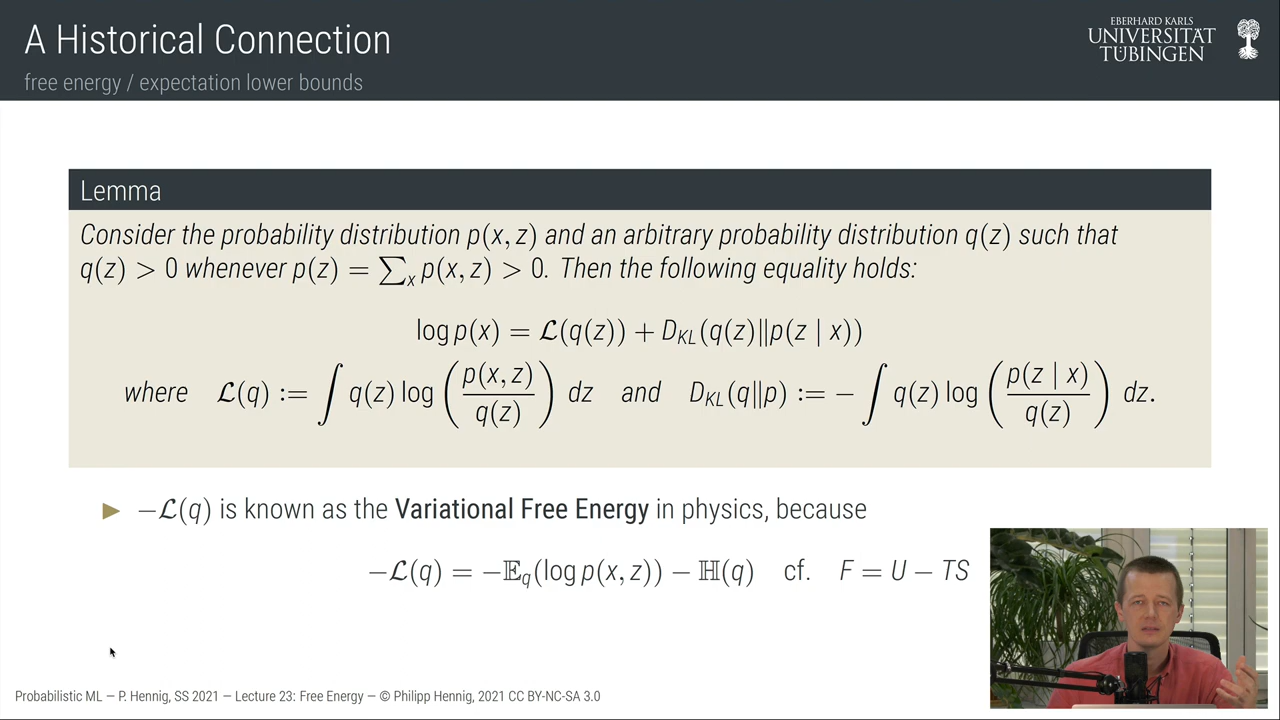 A Historical Connection
free energy / expectation lower bounds
EBERHARD KARLS
UNIVERSITÄT
TÜBINGEN
Lemma
Consider the probability distribution p(x, z) and an arbitrary probability distribution q(z) such that
q(z) > 0 whenever p(z) = ∑ₓ p(x, z) > 0. Then the following equality holds:
log p(x) = ℒ(q(z)) + D_KL(q(z)‖p(z | x))
where ℒ(q) := ∫ q(z) log (p(x, z) / q(z)) dz and D_KL(q‖p) := − ∫ q(z) log (p(z | x) / q(z)) dz.
▶ −ℒ(q) is known as the Variational Free Energy in physics, because
−ℒ(q) = −𝔼_q(log p(x, z)) − ℍ(q) cf. F = U − TS
Probabilistic ML — P. Hennig, SS 2021 — Lecture 23: Free Energy — © Philipp Hennig, 2021 CC BY-NC-SA 3.0